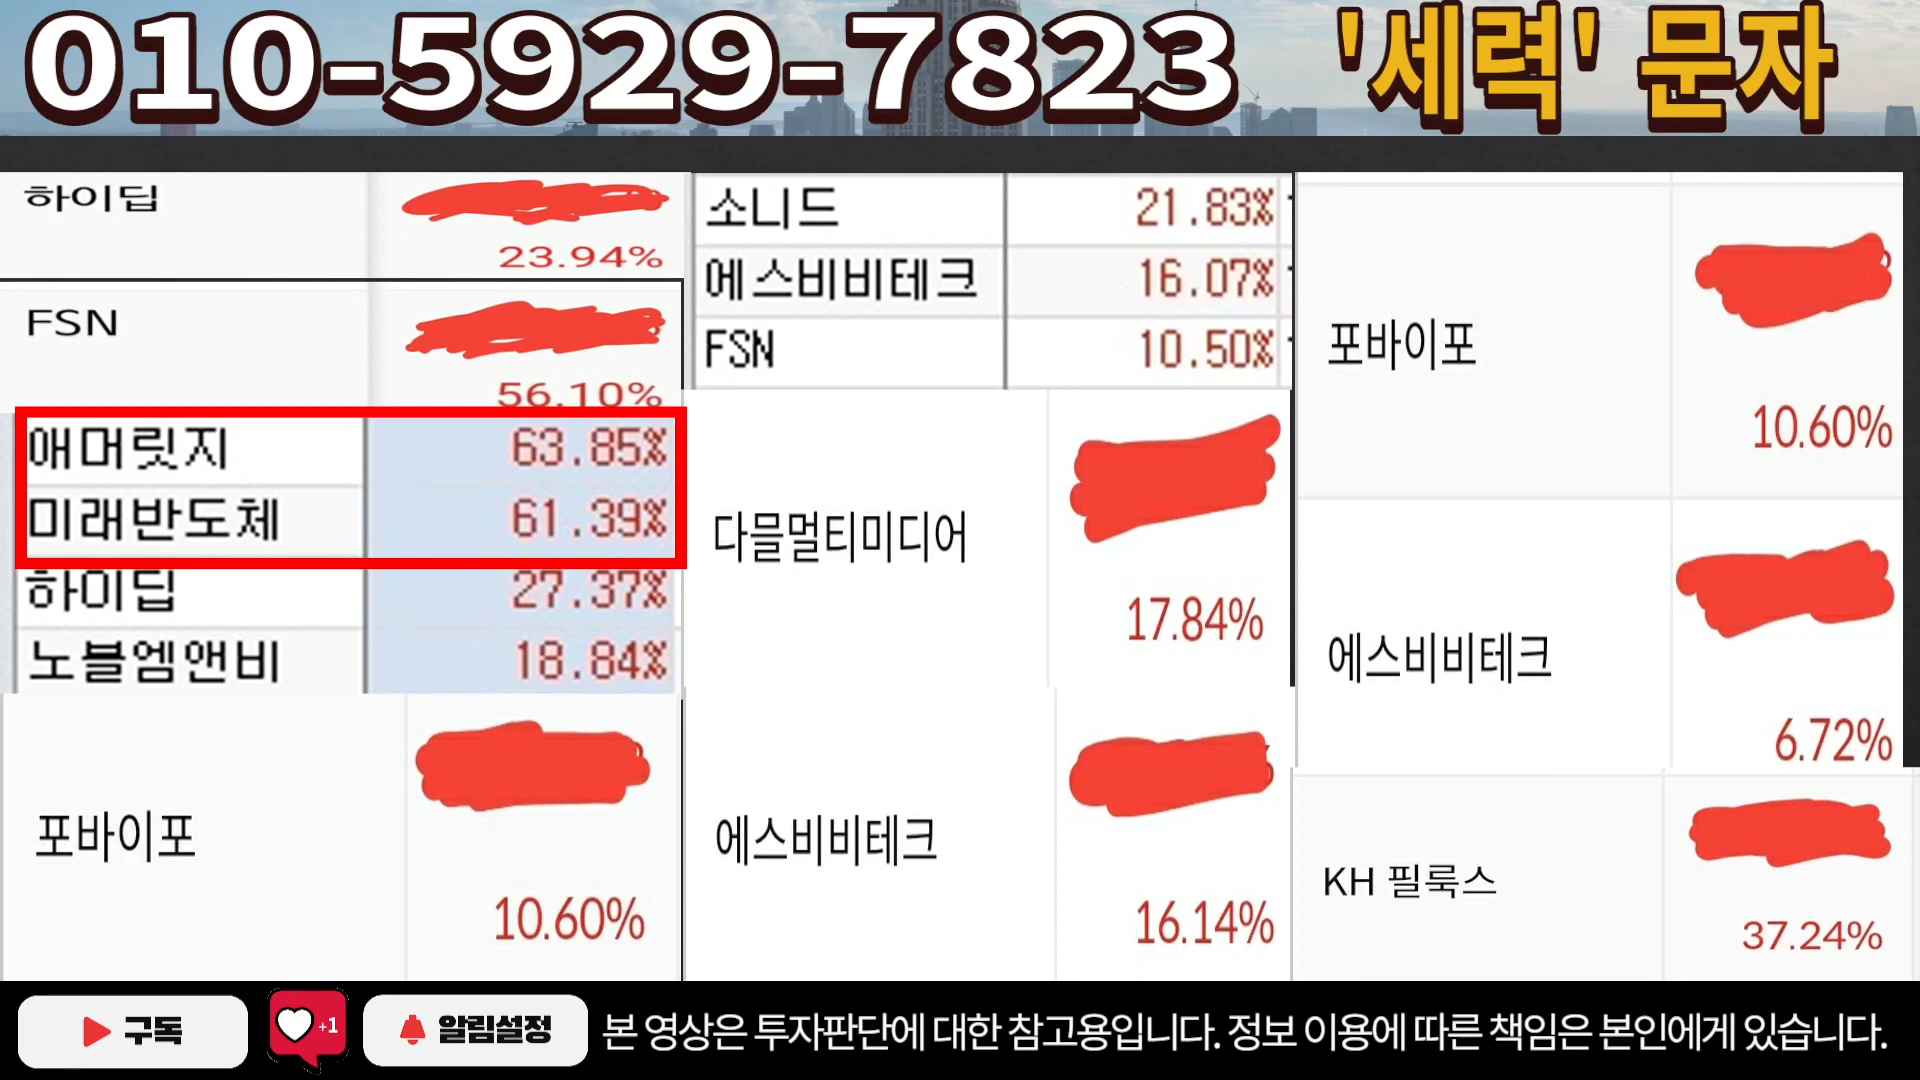 010-5929-7823 '세력' 문자
하이딥
23.94%
FSN
56.10%
애머릿지 63.85%
미래반도체 61.39%
하이딥 27.37%
노블엠앤비 18.84%
포바이포
10.60%
소니드 21.83%
에스비비테크 16.07%
FSN 10.50%
다믈멀티미디어
17.84%
에스비비테크
16.14%
포바이포
10.60%
에스비비테크
6.72%
KH 필룩스
37.24%
구독 +1 알림설정 본 영상은 투자판단에 대한 참고용입니다. 정보 이용에 따른 책임은 본인에게 있습니다.